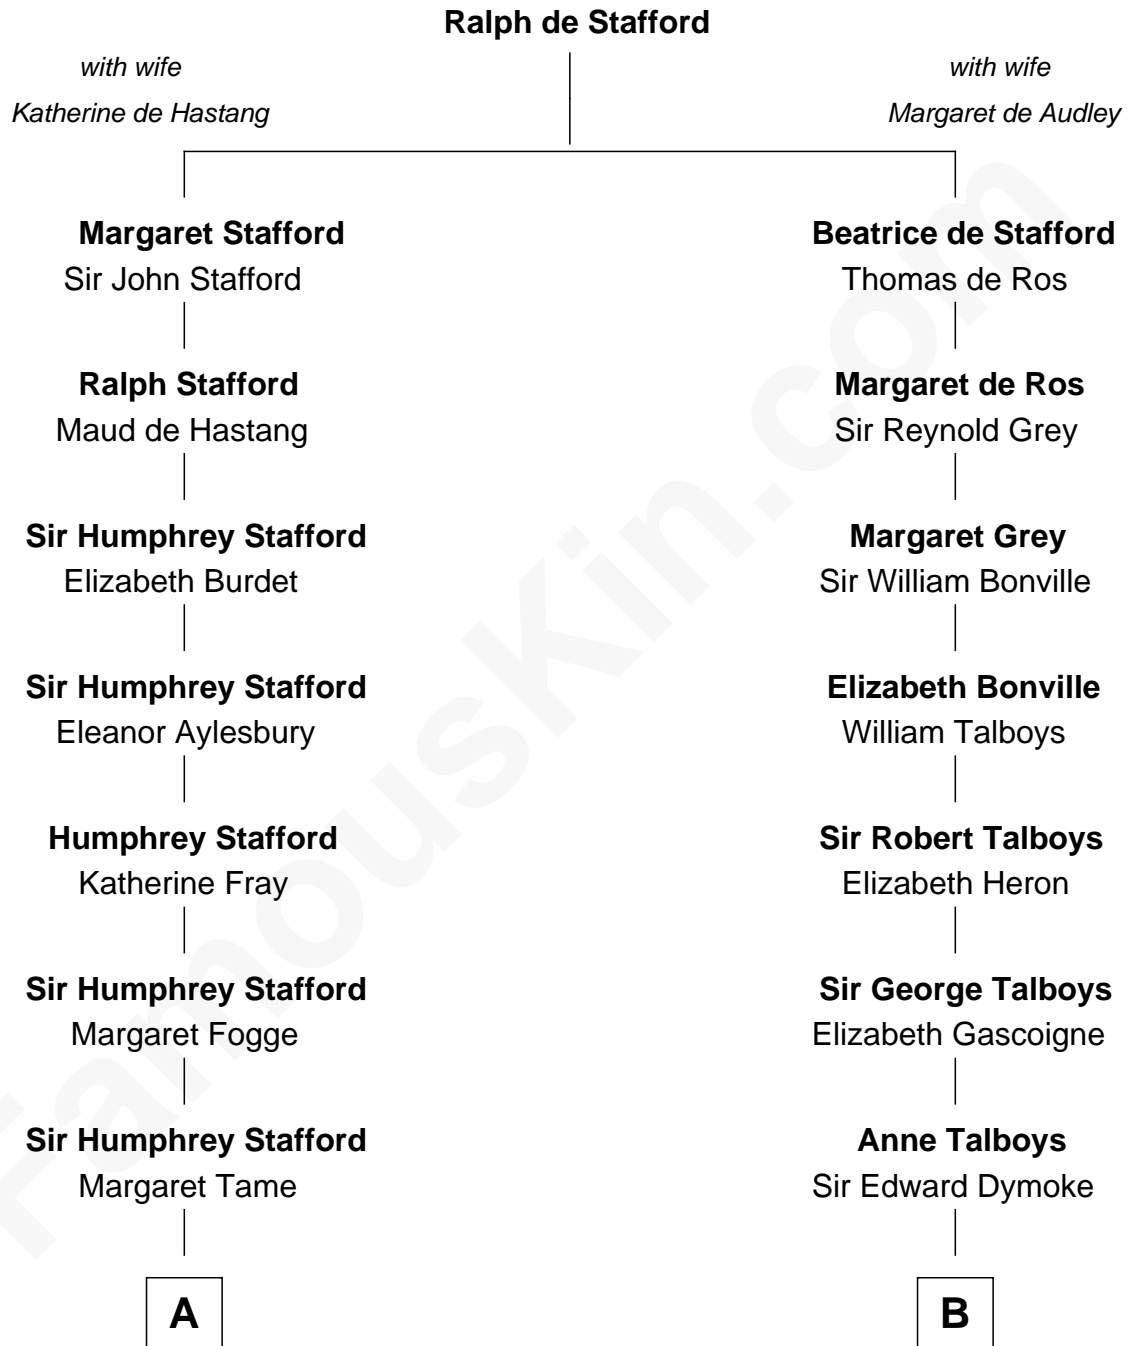 Ralph de Stafford
with wife
Katherine de Hastang
with wife
Margaret de Audley
Margaret Stafford
Sir John Stafford
Beatrice de Stafford
Thomas de Ros
Ralph Stafford
Maud de Hastang
Margaret de Ros
Sir Reynold Grey
Sir Humphrey Stafford
Elizabeth Burdet
Margaret Grey
Sir William Bonville
Sir Humphrey Stafford
Eleanor Aylesbury
Elizabeth Bonville
William Talboys
Humphrey Stafford
Katherine Fray
Sir Robert Talboys
Elizabeth Heron
Sir Humphrey Stafford
Margaret Fogge
Sir George Talboys
Elizabeth Gascoigne
Sir Humphrey Stafford
Margaret Tame
Anne Talboys
Sir Edward Dymoke
A
B
FamousKin.com